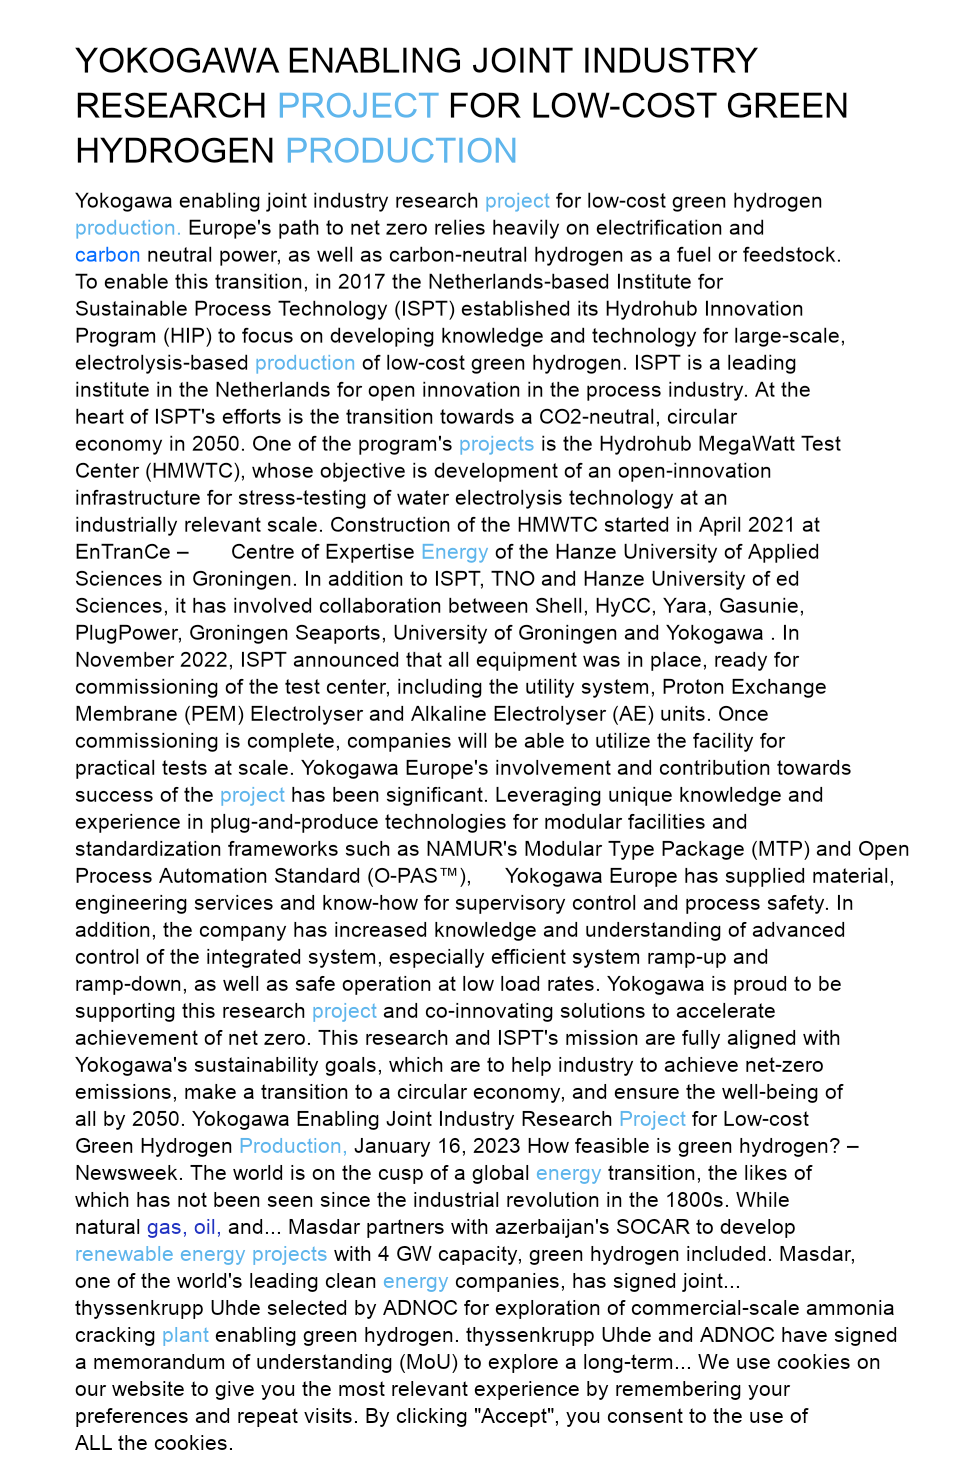 YOKOGAWA ENABLING JOINT INDUSTRY
RESEARCH PROJECT FOR LOW-COST GREEN
HYDROGEN PRODUCTION
Yokogawa enabling joint industry research project for low-cost green hydrogen
production. Europe's path to net zero relies heavily on electrification and
carbon neutral power, as well as carbon-neutral hydrogen as a fuel or feedstock.
To enable this transition, in 2017 the Netherlands-based Institute for
Sustainable Process Technology (ISPT) established its Hydrohub Innovation
Program (HIP) to focus on developing knowledge and technology for large-scale,
electrolysis-based production of low-cost green hydrogen. ISPT is a leading
institute in the Netherlands for open innovation in the process industry. At the
heart of ISPT's efforts is the transition towards a CO2-neutral, circular
economy in 2050. One of the program's projects is the Hydrohub MegaWatt Test
Center (HMWTC), whose objective is development of an open-innovation
infrastructure for stress-testing of water electrolysis technology at an
industrially relevant scale. Construction of the HMWTC started in April 2021 at
EnTranCe – Centre of Expertise Energy of the Hanze University of Applied
Sciences in Groningen. In addition to ISPT, TNO and Hanze University of ed
Sciences, it has involved collaboration between Shell, HyCC, Yara, Gasunie,
PlugPower, Groningen Seaports, University of Groningen and Yokogawa . In
November 2022, ISPT announced that all equipment was in place, ready for
commissioning of the test center, including the utility system, Proton Exchange
Membrane (PEM) Electrolyser and Alkaline Electrolyser (AE) units. Once
commissioning is complete, companies will be able to utilize the facility for
practical tests at scale. Yokogawa Europe's involvement and contribution towards
success of the project has been significant. Leveraging unique knowledge and
experience in plug-and-produce technologies for modular facilities and
standardization frameworks such as NAMUR's Modular Type Package (MTP) and Open
Process Automation Standard (O-PAS™), Yokogawa Europe has supplied material,
engineering services and know-how for supervisory control and process safety. In
addition, the company has increased knowledge and understanding of advanced
control of the integrated system, especially efficient system ramp-up and
ramp-down, as well as safe operation at low load rates. Yokogawa is proud to be
supporting this research project and co-innovating solutions to accelerate
achievement of net zero. This research and ISPT's mission are fully aligned with
Yokogawa's sustainability goals, which are to help industry to achieve net-zero
emissions, make a transition to a circular economy, and ensure the well-being of
all by 2050. Yokogawa Enabling Joint Industry Research Project for Low-cost
Green Hydrogen Production, January 16, 2023 How feasible is green hydrogen? –
Newsweek. The world is on the cusp of a global energy transition, the likes of
which has not been seen since the industrial revolution in the 1800s. While
natural gas, oil, and... Masdar partners with azerbaijan's SOCAR to develop
renewable energy projects with 4 GW capacity, green hydrogen included. Masdar,
one of the world's leading clean energy companies, has signed joint...
thyssenkrupp Uhde selected by ADNOC for exploration of commercial-scale ammonia
cracking plant enabling green hydrogen. thyssenkrupp Uhde and ADNOC have signed
a memorandum of understanding (MoU) to explore a long-term... We use cookies on
our website to give you the most relevant experience by remembering your
preferences and repeat visits. By clicking "Accept", you consent to the use of
ALL the cookies.